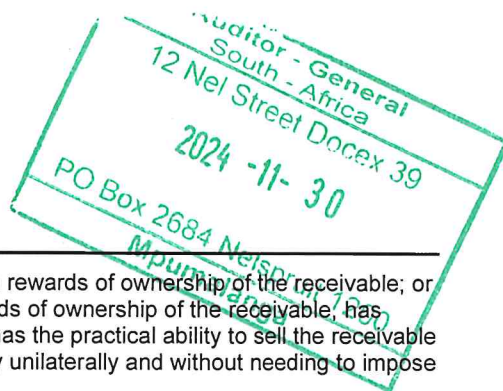 Auditor - General
South - Africa
12 Nel Street Docex 39
2024 -11- 30
PO Box 2684 Nelspruit 1200
Mpumalanga
rewards of ownership of the receivable; or
ds of ownership of the receivable, has
has the practical ability to sell the receivable
y unilaterally and without needing to impose